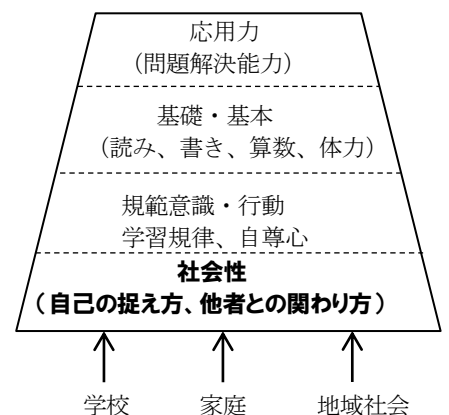 応用力
(問題解決能力)
基礎・基本
(読み、書き、算数、体力)
規範意識・行動
学習規律、自尊心
社会性
(自己の捉え方、他者との関わり方)
学校 家庭 地域社会